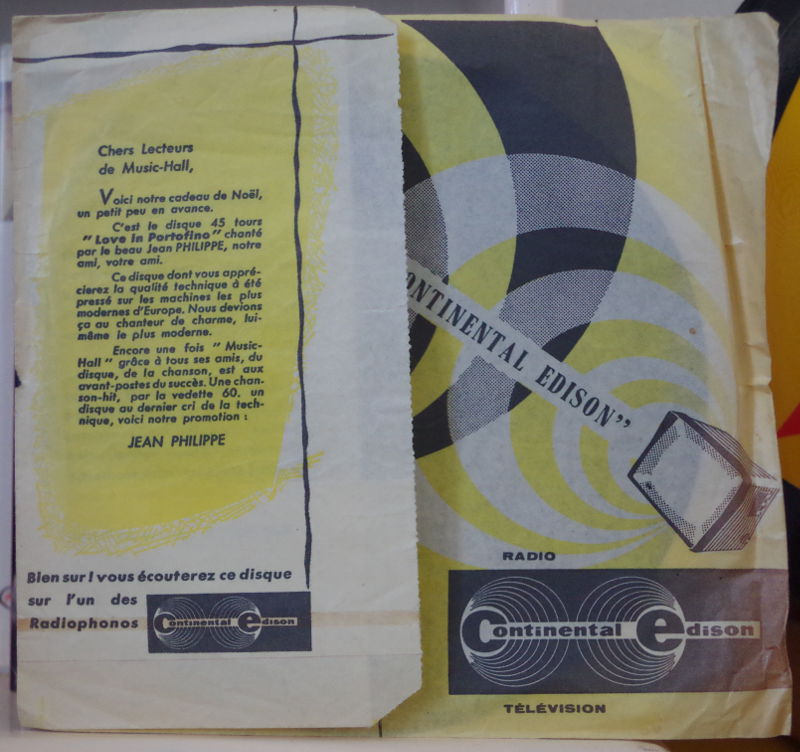 Chers Lecteurs
de Music-Hall,
Voici notre cadeau de Noël,
un petit peu en avance.
C'est le disque 45 tours
" Love in Portofino " chanté
par le beau Jean PHILIPPE, notre
ami, votre ami.
Ce disque dont vous appré-
cierez la qualité technique à été
pressé sur les machines les plus
modernes d'Europe. Nous devions
ça au chanteur de charme, lui-
même le plus moderne.
Encore une fois " Music-
Hall " grâce à tous ses amis, du
disque, de la chanson, est aux
avant-postes du succès. Une chan-
son-hit, par la vedette 60. un
disque au dernier cri de la tech-
nique, voici notre promotion :
JEAN PHILIPPE
Bien sur ! vous écouterez ce disque
sur l'un des
Radiophonos
Continental edison
ONTINENTAL EDISON"
RADIO
Continental edison
TÉLÉVISION